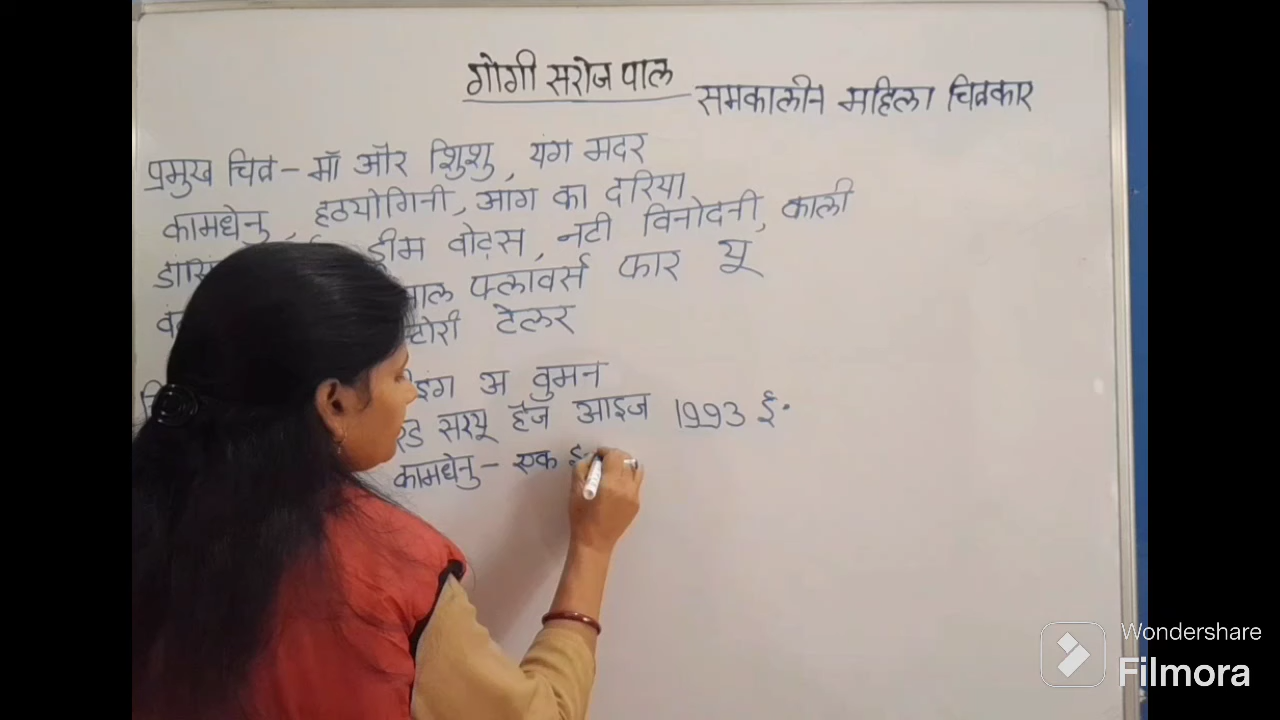 गोगी सरोज पाल
समकालीन महिला चित्रकार
प्रमुख चित्र - माँ और शिशु, यंग मदर
कामधेनु, हठयोगिनी, आग का दरिया
ड्रीम वोट्स, नटी विनोदनी, काली
फ्लावर्स फार यू
टेलर
अ वुमन
सरयू हैज आइज 1993 ई.
कामधेनु - एक
Wondershare
Filmora